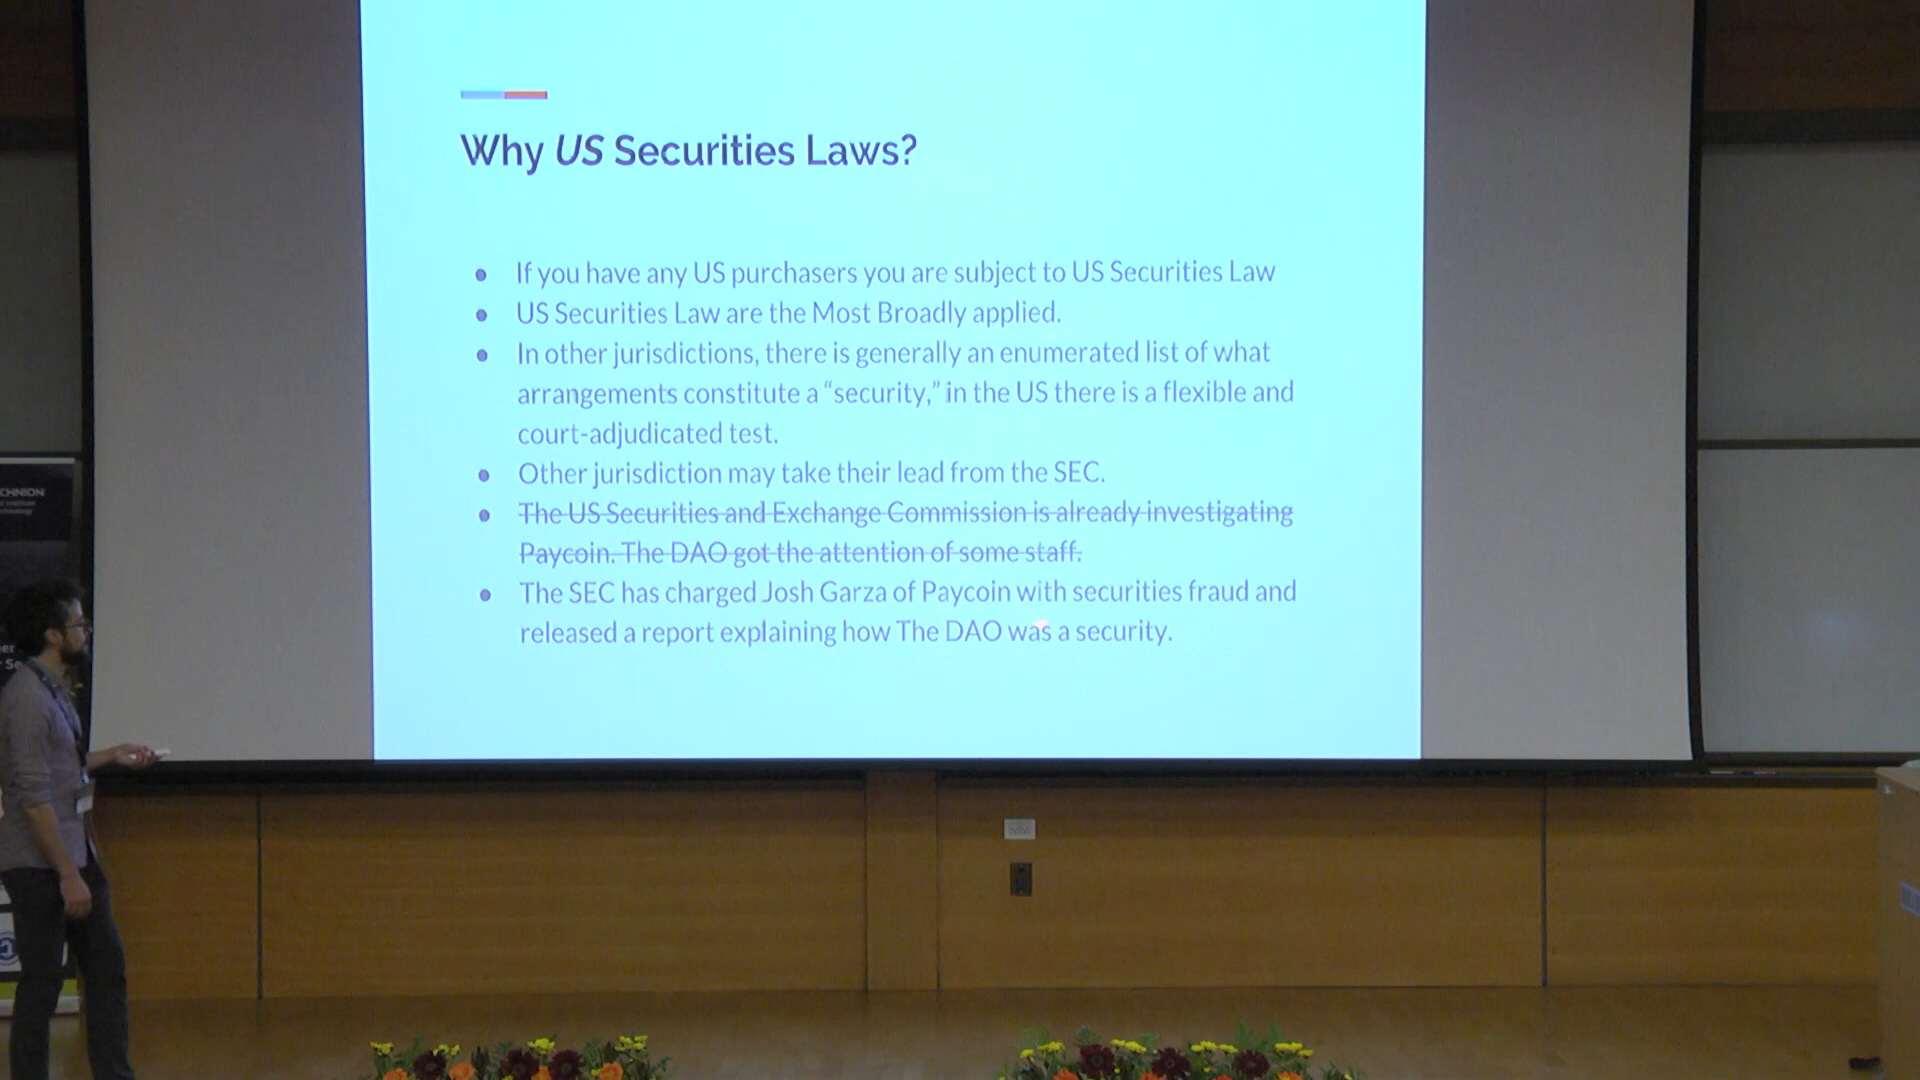 Why US Securities Laws?
● If you have any US purchasers you are subject to US Securities Law
● US Securities Law are the Most Broadly applied.
● In other jurisdictions, there is generally an enumerated list of what
arrangements constitute a “security,” in the US there is a flexible and
court-adjudicated test.
● Other jurisdiction may take their lead from the SEC.
● The US Securities and Exchange Commission is already investigating
Paycoin. The DAO got the attention of some staff.
● The SEC has charged Josh Garza of Paycoin with securities fraud and
released a report explaining how The DAO was a security.
CHNION